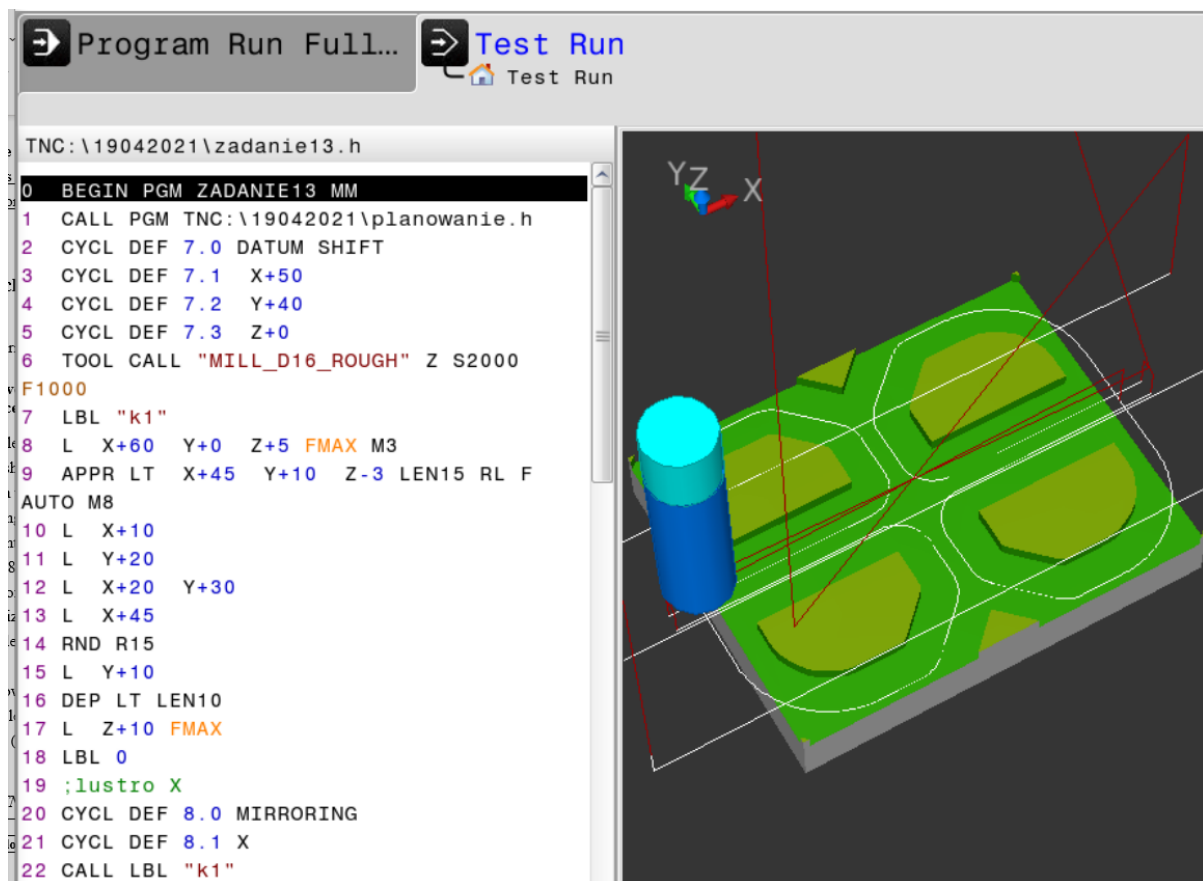 Program Run Full...
Test Run
Test Run
TNC:\19042021\zadanie13.h
0 BEGIN PGM ZADANIE13 MM
1 CALL PGM TNC:\19042021\planowanie.h
2 CYCL DEF 7.0 DATUM SHIFT
3 CYCL DEF 7.1 X+50
4 CYCL DEF 7.2 Y+40
5 CYCL DEF 7.3 Z+0
6 TOOL CALL "MILL_D16_ROUGH" Z S2000
F1000
7 LBL "k1"
8 L X+60 Y+0 Z+5 FMAX M3
9 APPR LT X+45 Y+10 Z-3 LEN15 RL F
AUTO M8
10 L X+10
11 L Y+20
12 L X+20 Y+30
13 L X+45
14 RND R15
15 L Y+10
16 DEP LT LEN10
17 L Z+10 FMAX
18 LBL 0
19 ;lustro X
20 CYCL DEF 8.0 MIRRORING
21 CYCL DEF 8.1 X
22 CALL LBL "k1"
Y
Z
X